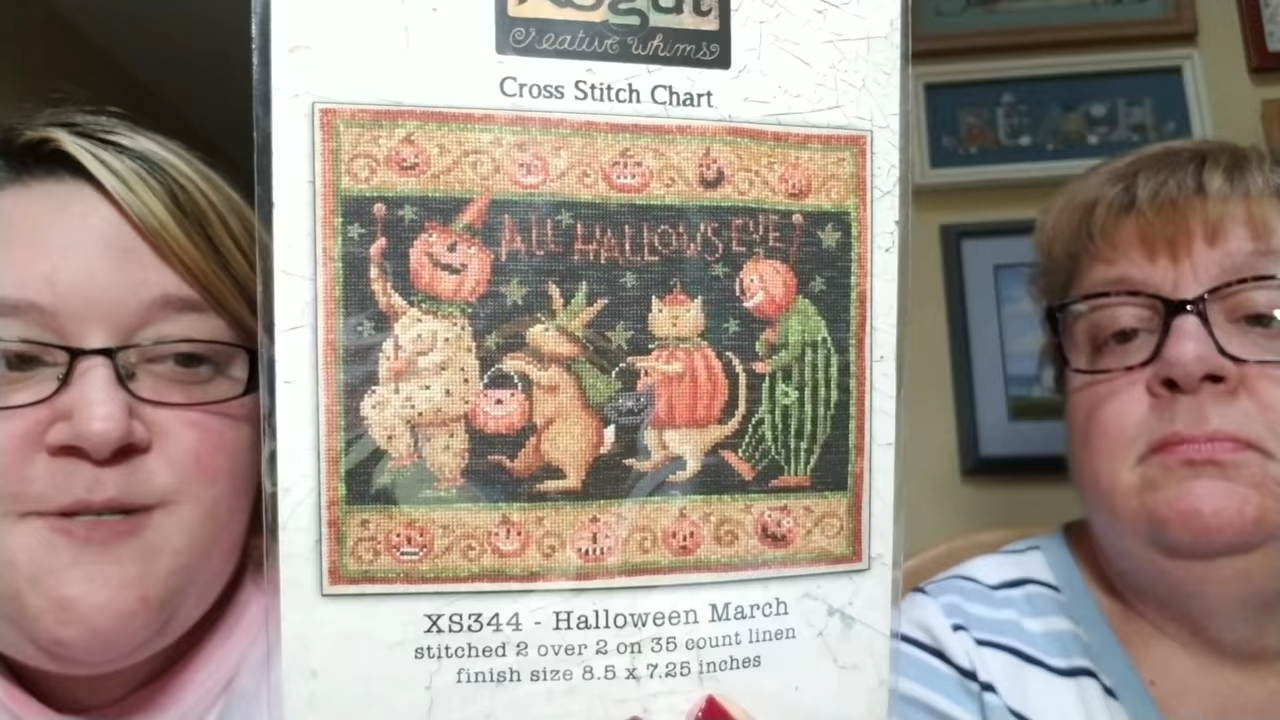 creative whims
Cross Stitch Chart
ALL HALLOWS EVE
XS344 - Halloween March
stitched 2 over 2 on 35 count linen
finish size 8.5 x 7.25 inches